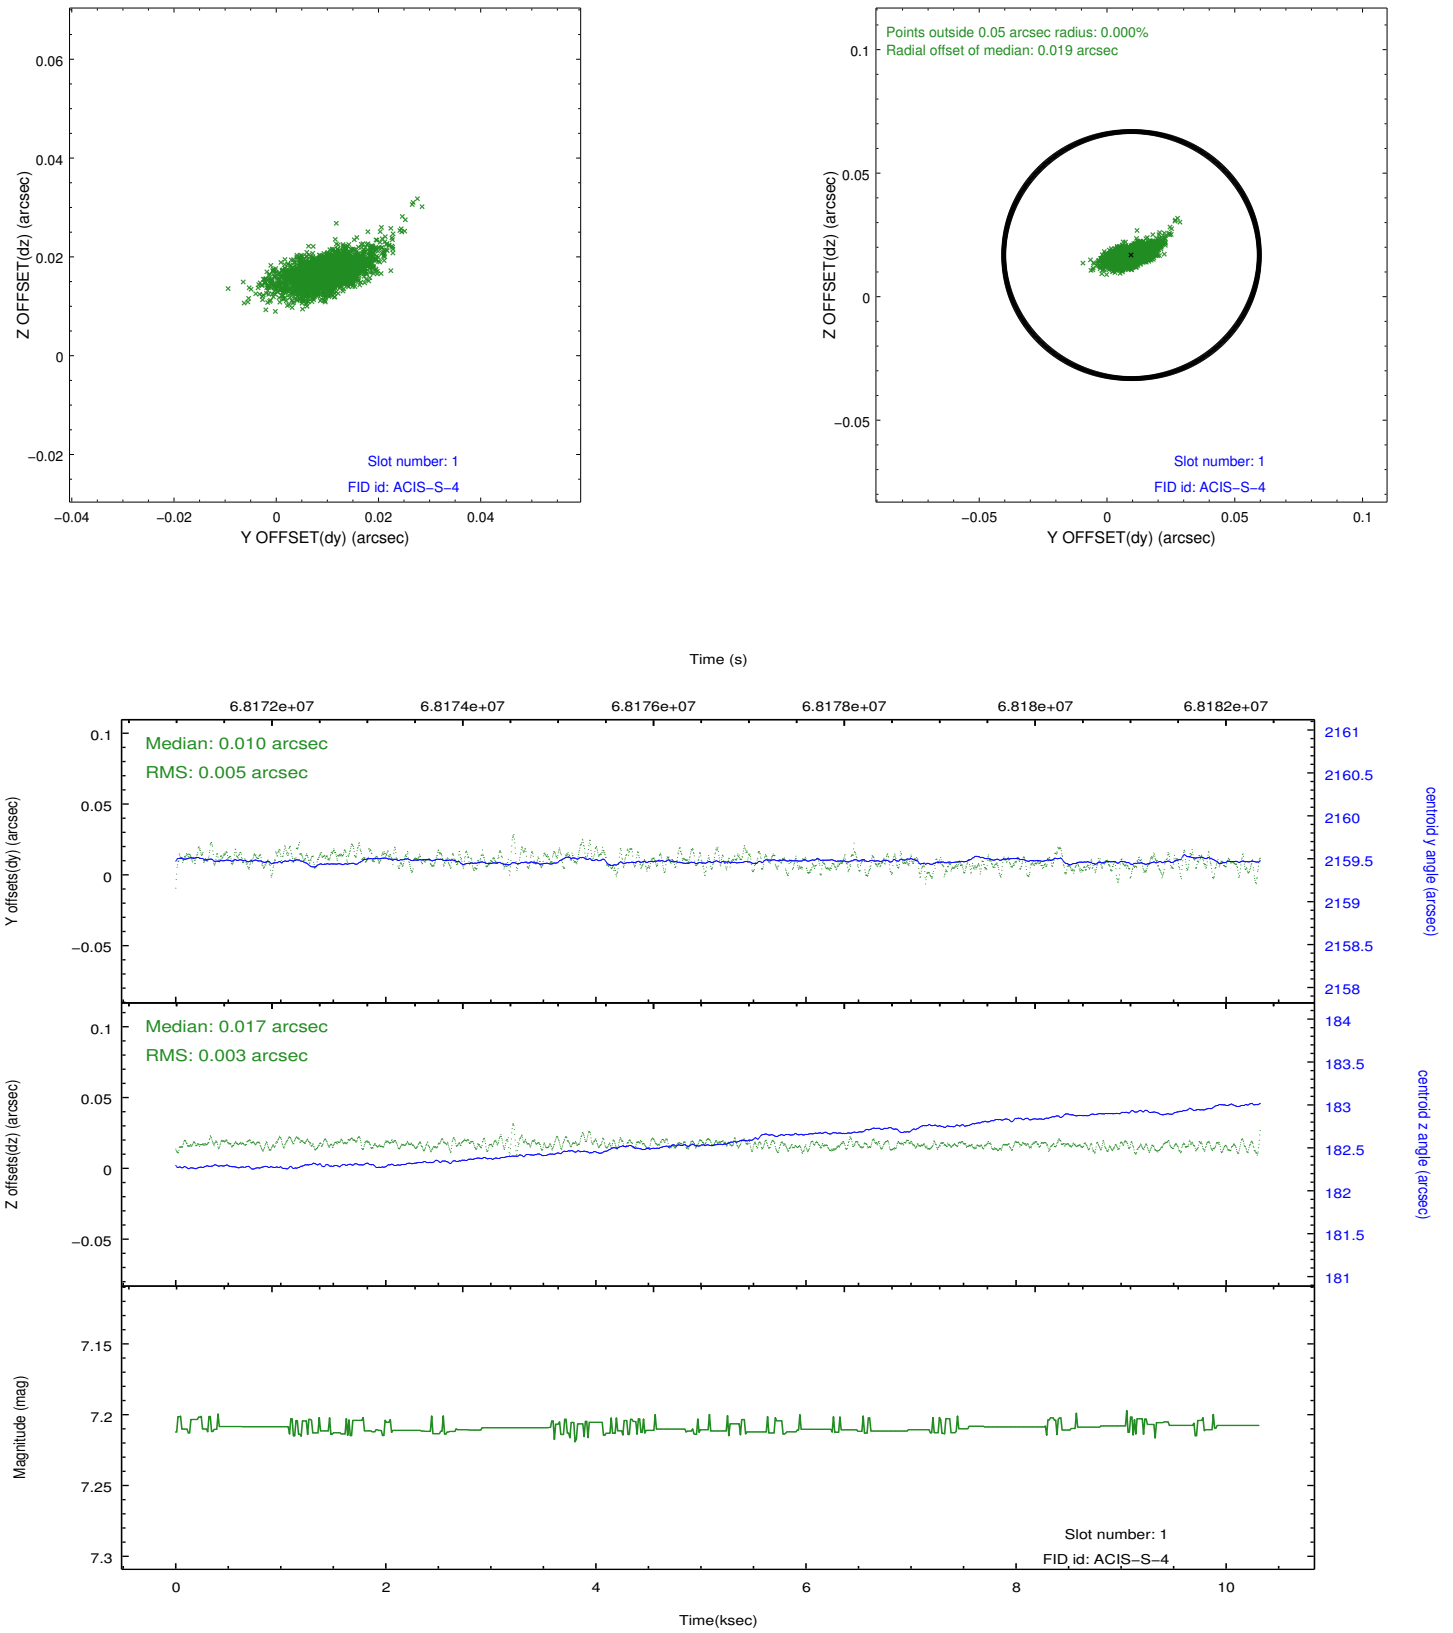 0.06
0.04
0.02
0
−0.02
−0.04
−0.02
0
0.02
0.04
Z OFFSET(dz) (arcsec)
Y OFFSET(dy) (arcsec)
Slot number: 1
FID id: ACIS−S−4
Points outside 0.05 arcsec radius: 0.000%
Radial offset of median: 0.019 arcsec
0.1
0.05
0
−0.05
−0.05
0
0.05
0.1
Z OFFSET(dz) (arcsec)
Y OFFSET(dy) (arcsec)
Slot number: 1
FID id: ACIS−S−4
Time (s)
6.8172e+07
6.8174e+07
6.8176e+07
6.8178e+07
6.818e+07
6.8182e+07
Median: 0.010 arcsec
RMS: 0.005 arcsec
0.1
0.05
0
−0.05
Y offsets(dy) (arcsec)
2161
2160.5
2160
2159.5
2159
2158.5
2158
centroid y angle (arcsec)
Median: 0.017 arcsec
RMS: 0.003 arcsec
0.1
0.05
0
−0.05
Z offsets(dz) (arcsec)
184
183.5
183
182.5
182
181.5
181
centroid z angle (arcsec)
7.15
7.2
7.25
7.3
Magnitude (mag)
Slot number: 1
FID id: ACIS−S−4
0
2
4
6
8
10
Time(ksec)